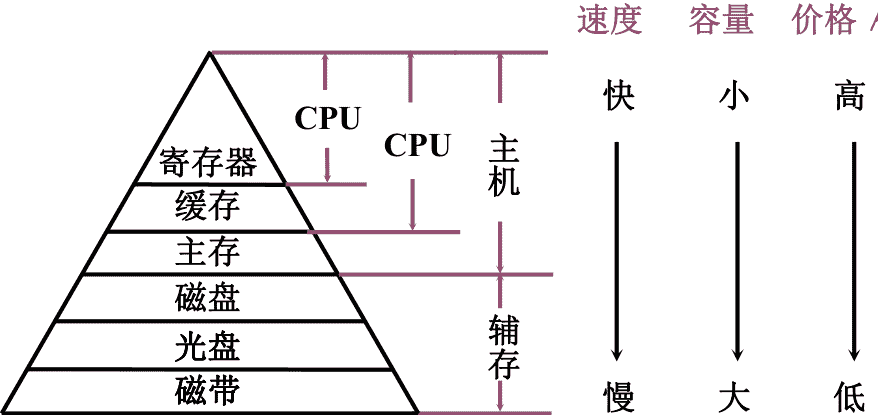 速度 容量 价格 /
快 小 高
CPU
CPU
主机
寄存器
缓存
主存
磁盘
光盘
磁带
辅存
慢 大 低